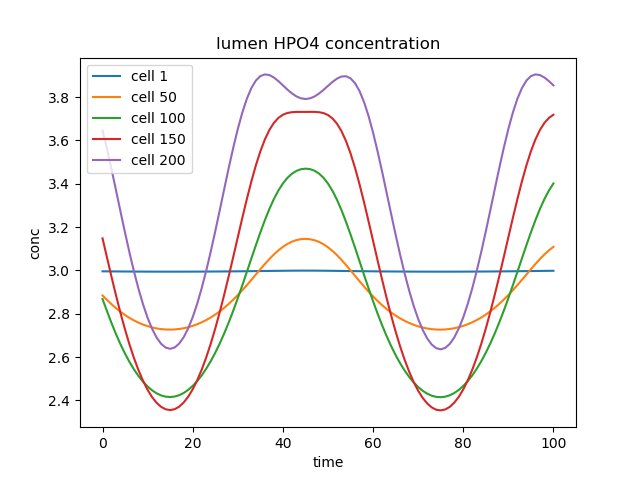 lumen HPO4 concentration
cell 1
cell 50
cell 100
cell 150
cell 200
conc
3.8
3.6
3.4
3.2
3.0
2.8
2.6
2.4
0 20 40 60 80 100
time